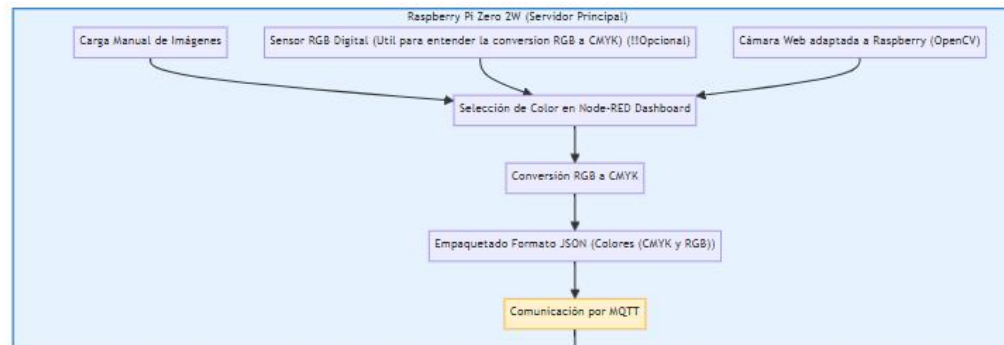 Raspberry Pi Zero 2W (Servidor Principal)
Carga Manual de Imágenes
Sensor RGB Digital (Util para entender la conversion RGB a CMYK) (!!Opcional)
Cámara Web adaptada a Raspberry (OpenCV)
Selección de Color en Node-RED Dashboard
Conversión RGB a CMYK
Empaquetado Formato JSON (Colores (CMYK y RGB))
Comunicación por MQTT